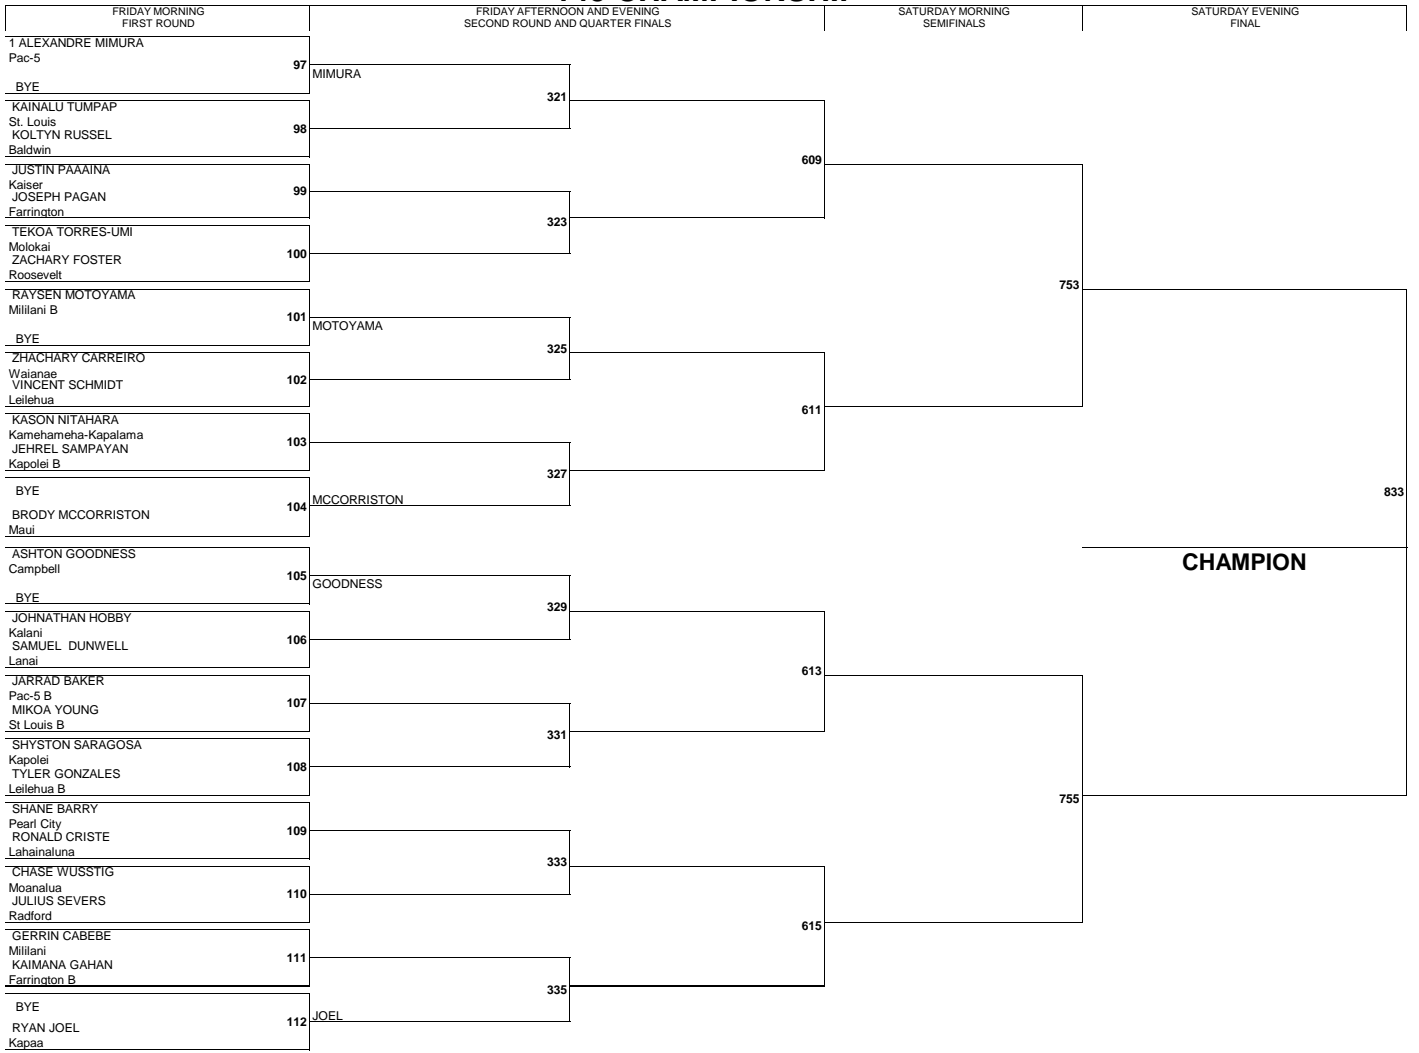 FRIDAY MORNING
FIRST ROUND
FRIDAY AFTERNOON AND EVENING
SECOND ROUND AND QUARTER FINALS
SATURDAY MORNING
SEMIFINALS
SATURDAY EVENING
FINAL
1 ALEXANDRE MIMURA
Pac-5
97
BYE
MIMURA
321
KAINALU TUMPAP
St. Louis
98
KOLTYN RUSSEL
Baldwin
609
JUSTIN PAAAINA
Kaiser
99
JOSEPH PAGAN
Farrington
323
TEKOA TORRES-UMI
Molokai
100
ZACHARY FOSTER
Roosevelt
753
RAYSEN MOTOYAMA
Mililani B
101
BYE
MOTOYAMA
325
ZHACHARY CARREIRO
Waianae
102
VINCENT SCHMIDT
Leilehua
611
KASON NITAHARA
Kamehameha-Kapalama
103
JEHREL SAMPAYAN
Kapolei B
327
BYE
104
MCCORRISTON
BRODY MCCORRISTON
Maui
833
CHAMPION
ASHTON GOODNESS
Campbell
105
BYE
GOODNESS
329
JOHNATHAN HOBBY
Kalani
106
SAMUEL DUNWELL
Lanai
613
JARRAD BAKER
Pac-5 B
107
MIKOA YOUNG
St Louis B
331
SHYSTON SARAGOSA
Kapolei
108
TYLER GONZALES
Leilehua B
755
SHANE BARRY
Pearl City
109
RONALD CRISTE
Lahainaluna
333
CHASE WUSSTIG
Moanalua
110
JULIUS SEVERS
Radford
615
GERRIN CABEBE
Mililani
111
KAIMANA GAHAN
Farrington B
335
BYE
112
JOEL
RYAN JOEL
Kapaa